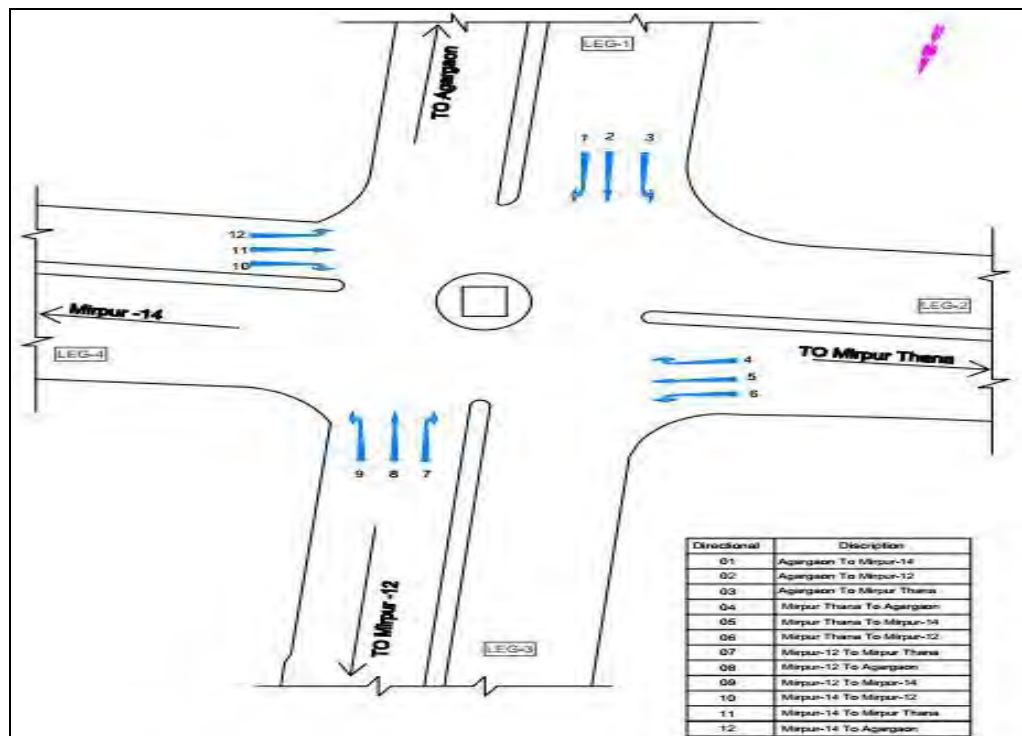 LEG-1
TO Agargaon
1 2 3
12
11
10
Mirpur -14
LEG-4
LEG-2
TO Mirpur Thana
4
5
6
9 8 7
TO Mirpur -12
LEG-3
Directional Discription
01 Agargaon To Mirpur-14
02 Agargaon To Mirpur-12
03 Agargaon To Mirpur Thana
04 Mirpur Thana To Agargaon
05 Mirpur Thana To Mirpur-14
06 Mirpur Thana To Mirpur-12
07 Mirpur-12 To Mirpur Thana
08 Mirpur-12 To Agargaon
09 Mirpur-12 To Mirpur-14
10 Mirpur-14 To Mirpur-12
11 Mirpur-14 To Mirpur Thana
12 Mirpur-14 To Agargaon